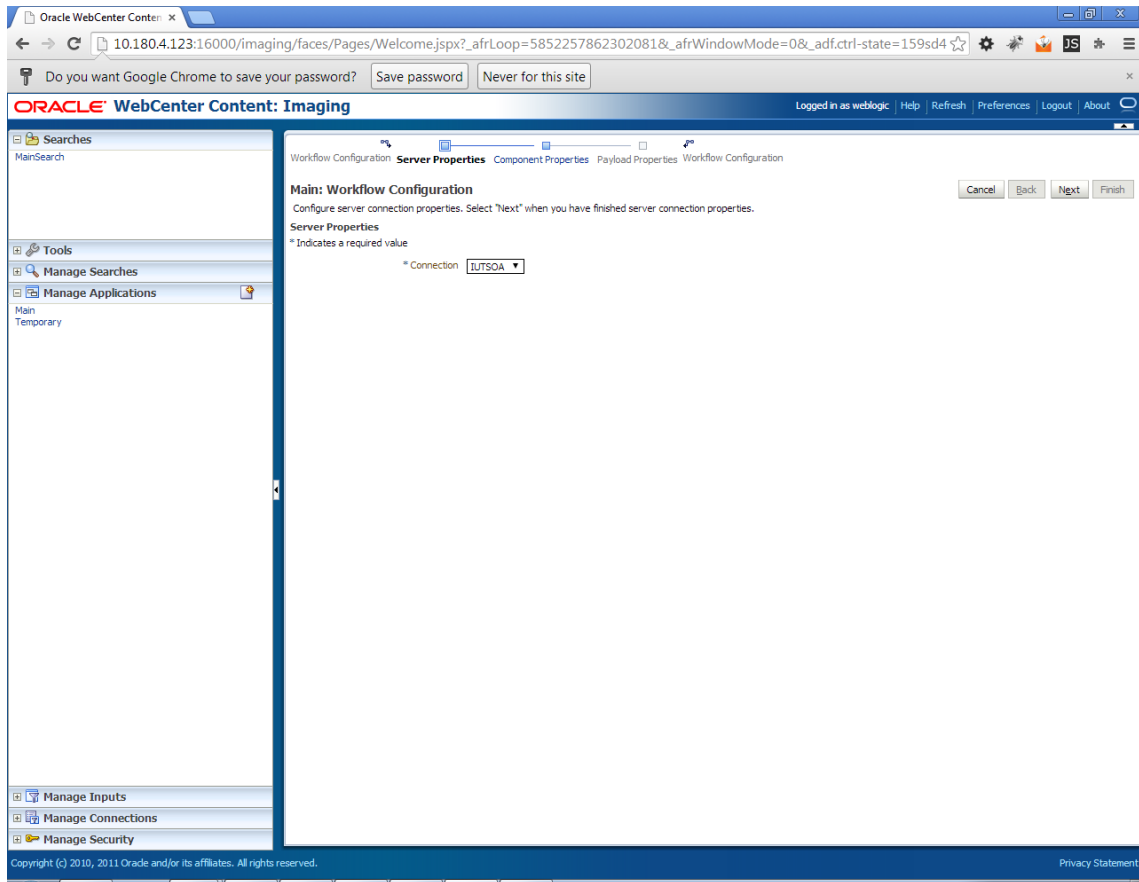 Oracle WebCenter Conten
10.180.4.123:16000/imaging/faces/Pages/Welcome.jspx?_afrLoop=5852257862302081&_afrWindowMode=0&_adf.ctrl-state=159sd4
JS
Do you want Google Chrome to save your password? Save password Never for this site
ORACLE WebCenter Content: Imaging
Logged in as weblogic Help Refresh Preferences Logout About
Searches
MainSearch
Tools
Manage Searches
Manage Applications
Main
Temporary
Manage Inputs
Manage Connections
Manage Security
Workflow Configuration Server Properties Component Properties Payload Properties Workflow Configuration
Main: Workflow Configuration
Cancel Back Next Finish
Configure server connection properties. Select "Next" when you have finished server connection properties.
Server Properties
* Indicates a required value
* Connection IUTSOA
Copyright (c) 2010, 2011 Oracle and/or its affiliates. All rights reserved.
Privacy Statement